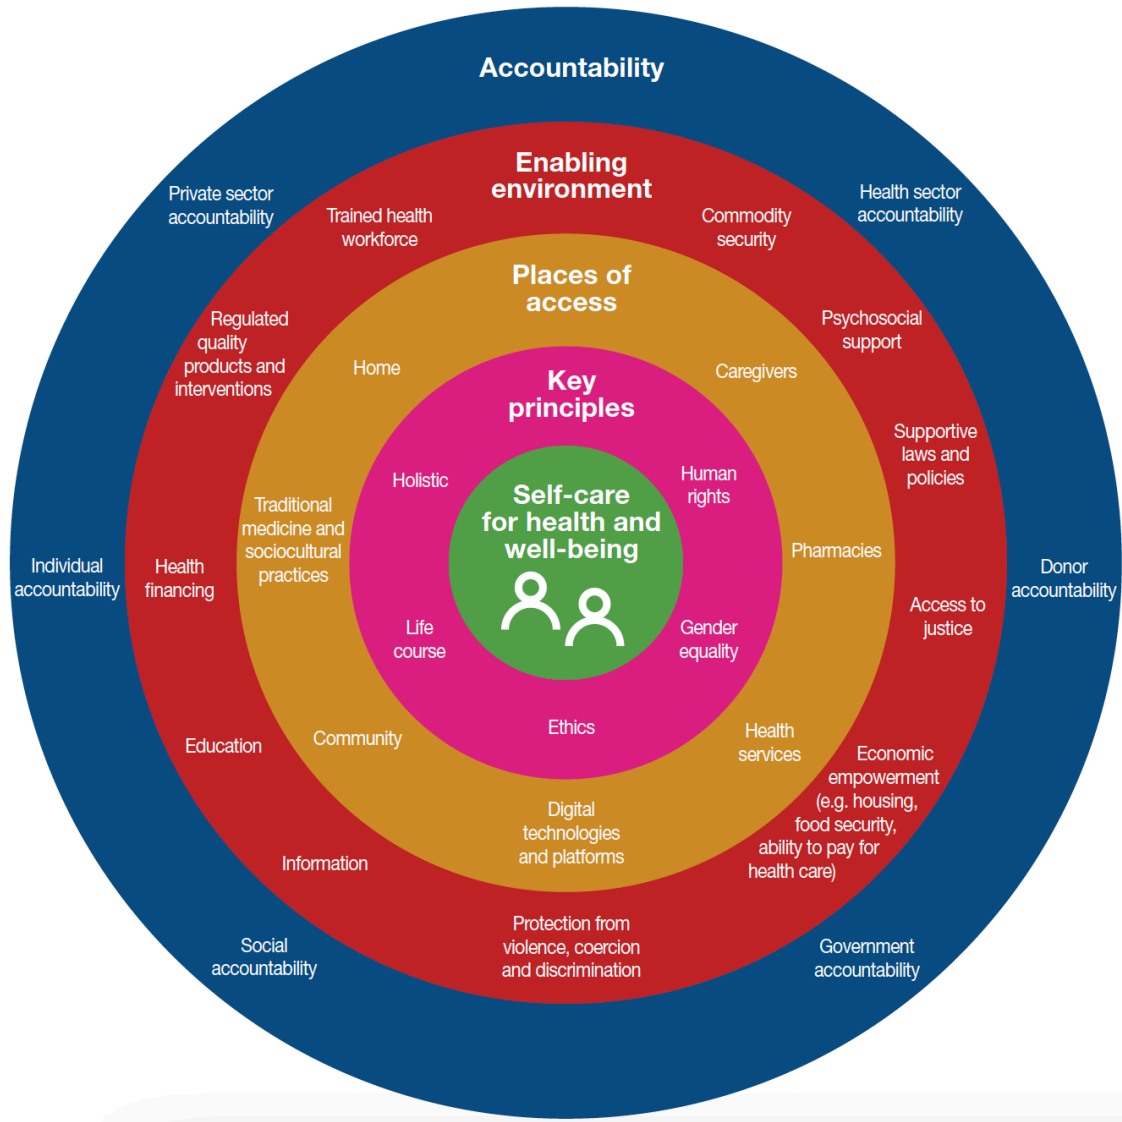 Accountability
Private sector
accountability
Health sector
accountability
Individual
accountability
Donor
accountability
Social
accountability
Government
accountability
Enabling
environment
Trained health
workforce
Commodity
security
Regulated
quality
products and
interventions
Psychosocial
support
Supportive
laws and
policies
Health
financing
Access to
justice
Education
Economic
empowerment
(e.g. housing,
food security,
ability to pay for
health care)
Information
Protection from
violence, coercion
and discrimination
Places of
access
Home
Caregivers
Traditional
medicine and
sociocultural
practices
Pharmacies
Community
Health
services
Digital
technologies
and platforms
Key
principles
Holistic
Human
rights
Life
course
Gender
equality
Ethics
Self-care
for health and
well-being